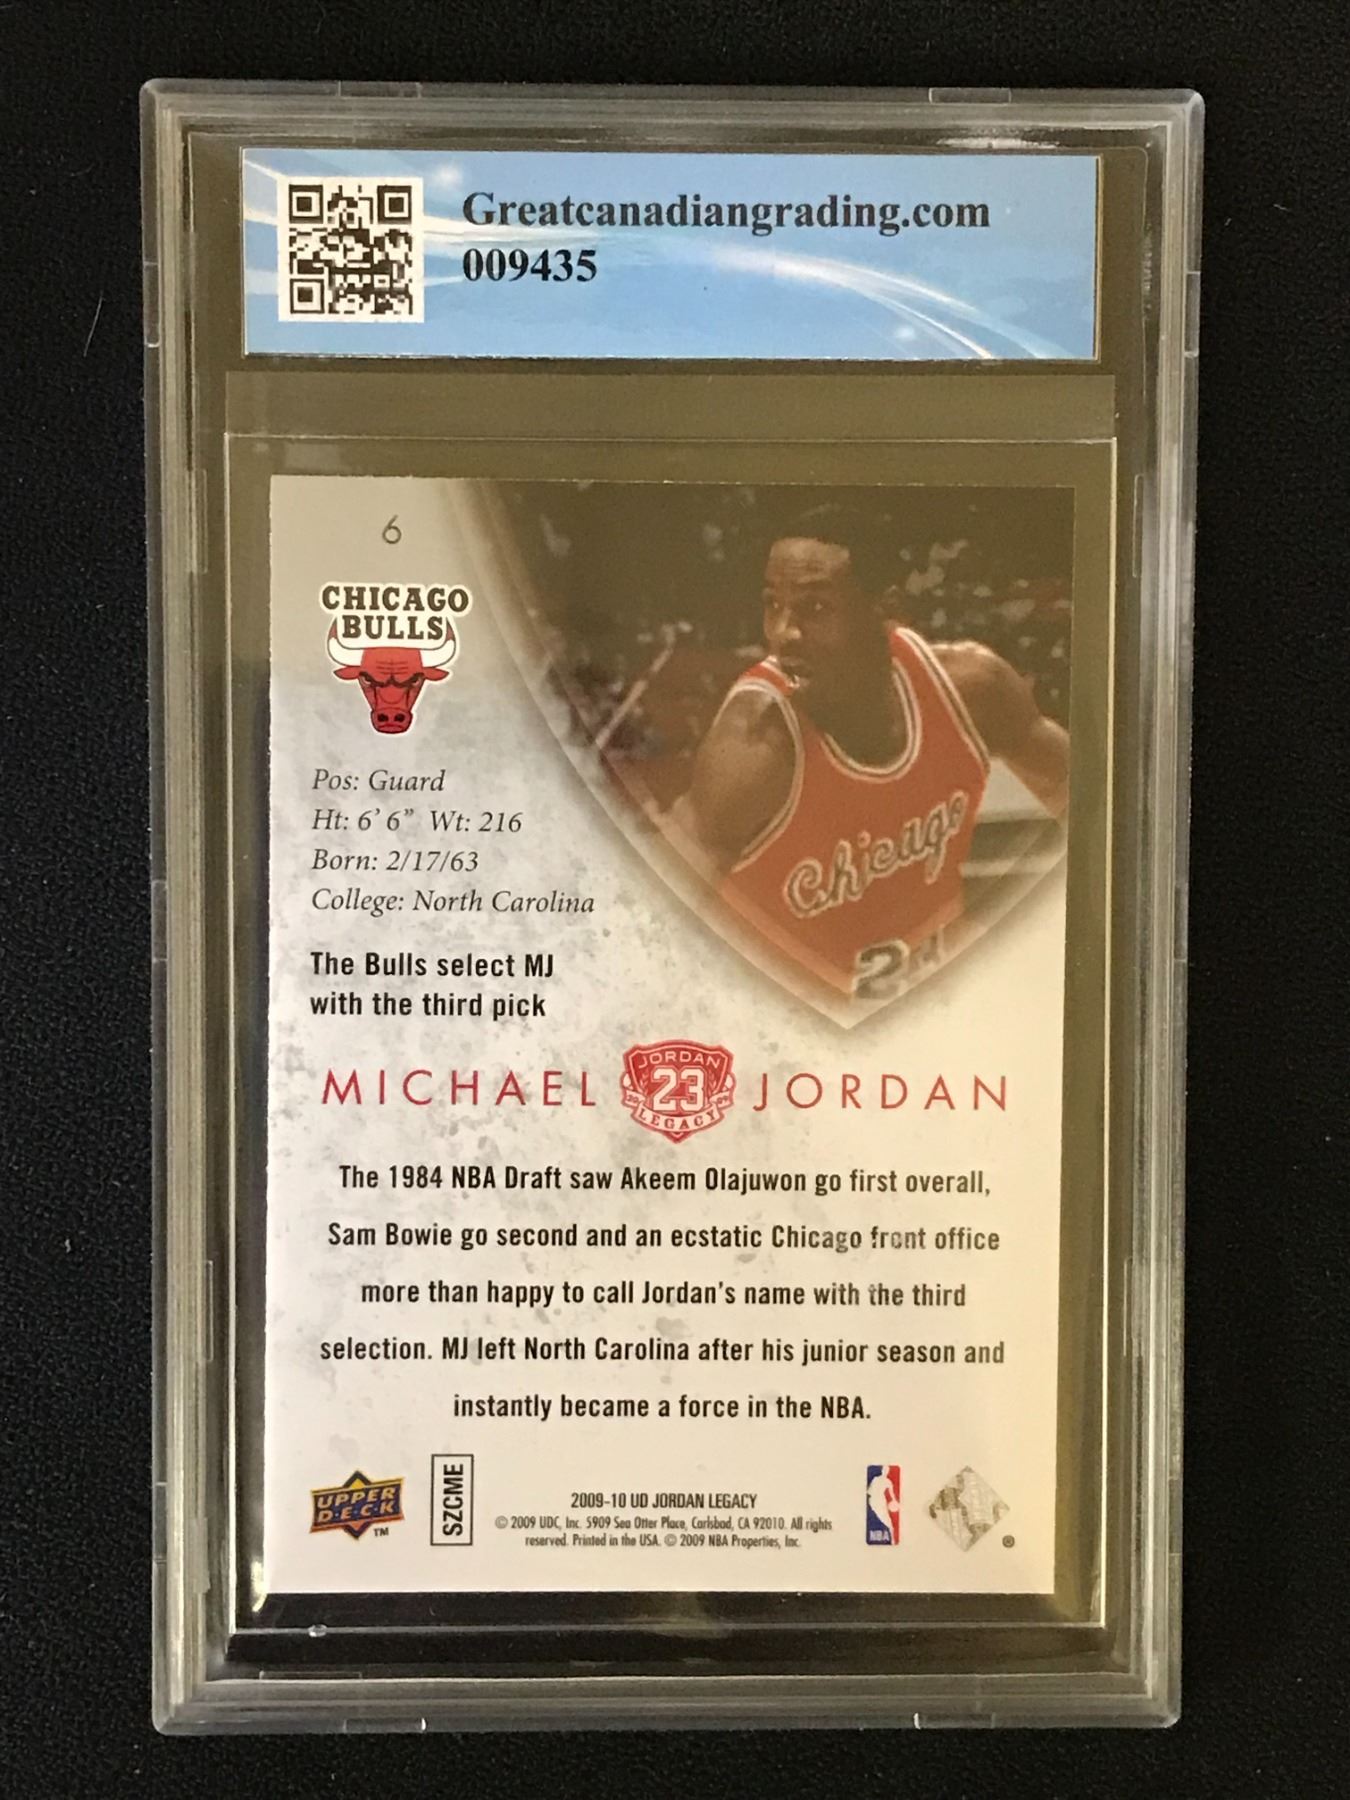 Greatcanadiangrading.com
009435
6
CHICAGO
BULLS
Pos: Guard
Ht: 6’ 6” Wt: 216
Born: 2/17/63
College: North Carolina
Chicago
The Bulls select MJ
with the third pick
MICHAEL
JORDAN
23
LEGACY
JORDAN
The 1984 NBA Draft saw Akeem Olajuwon go first overall,
Sam Bowie go second and an ecstatic Chicago front office
more than happy to call Jordan's name with the third
selection. MJ left North Carolina after his junior season and
instantly became a force in the NBA.
UPPER
D·E·C·K
TM
SZCME
2009-10 UD JORDAN LEGACY
© 2009 UDC, Inc. 5909 Sea Otter Place, Carlsbad, CA 92010. All rights
reserved. Printed in the USA. © 2009 NBA Properties, Inc.
NBA
®